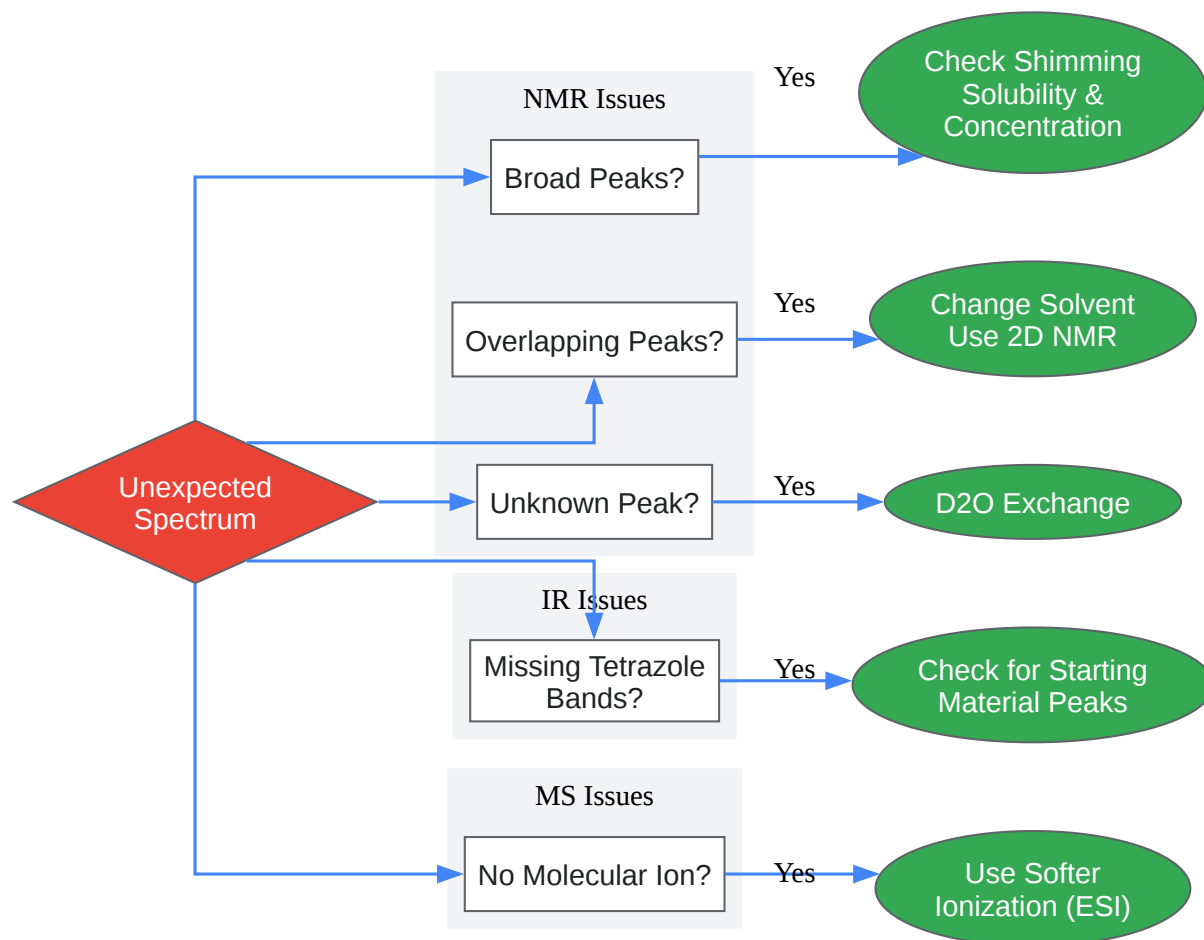 Unexpected
Spectrum
NMR Issues
Broad Peaks?
Yes
Check Shimming
Solubility &
Concentration
Overlapping Peaks?
Yes
Change Solvent
Use 2D NMR
Unknown Peak?
Yes
D2O Exchange
IR Issues
Missing Tetrazole
Bands?
Yes
Check for Starting
Material Peaks
MS Issues
No Molecular Ion?
Yes
Use Softer
Ionization (ESI)